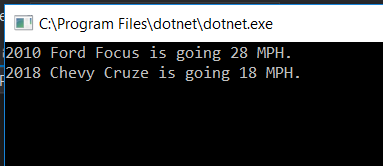 C:\Program Files\dotnet\dotnet.exe
2010 Ford Focus is going 28 MPH.
2018 Chevy Cruze is going 18 MPH.